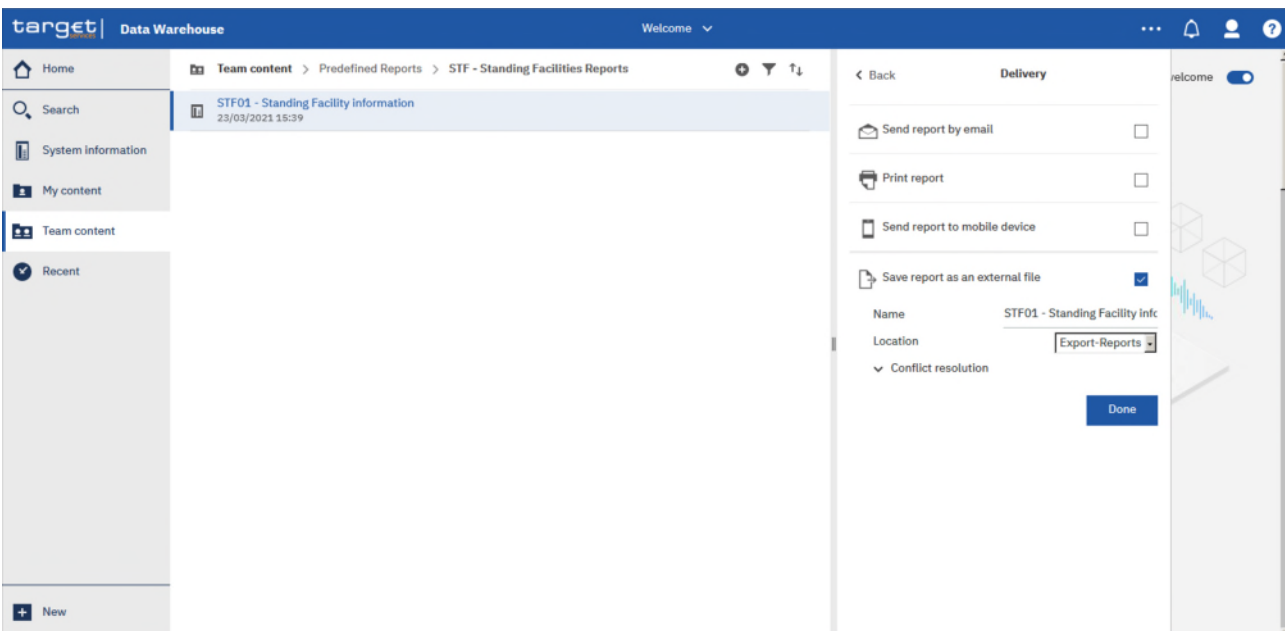 target services | Data Warehouse
Welcome
Home
Search
System information
My content
Team content
Recent
New
Team content > Predefined Reports > STF - Standing Facilities Reports
STF01 - Standing Facility information
23/03/2021 15:39
Back
Delivery
Send report by email
Print report
Send report to mobile device
Save report as an external file
Name STF01 - Standing Facility infc
Location Export-Reports
Conflict resolution
Done
elcome